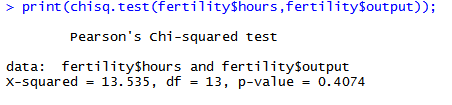 > print(chisq.test(fertility$hours,fertility$output));
Pearson's Chi-squared test
data:  fertility$hours and fertility$output
X-squared = 13.535, df = 13, p-value = 0.4074